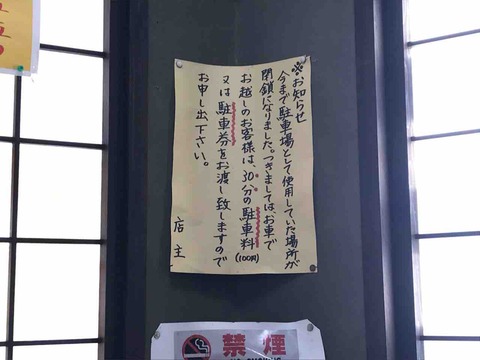 ※お知らせ
今まで駐車場として使用していた場所が
閉鎖になりました。つきましては、お車で
お越しのお客様は、30分の駐車料(100円)
又は駐車券をお渡し致しますので
お申し出下さい。
店主
禁煙